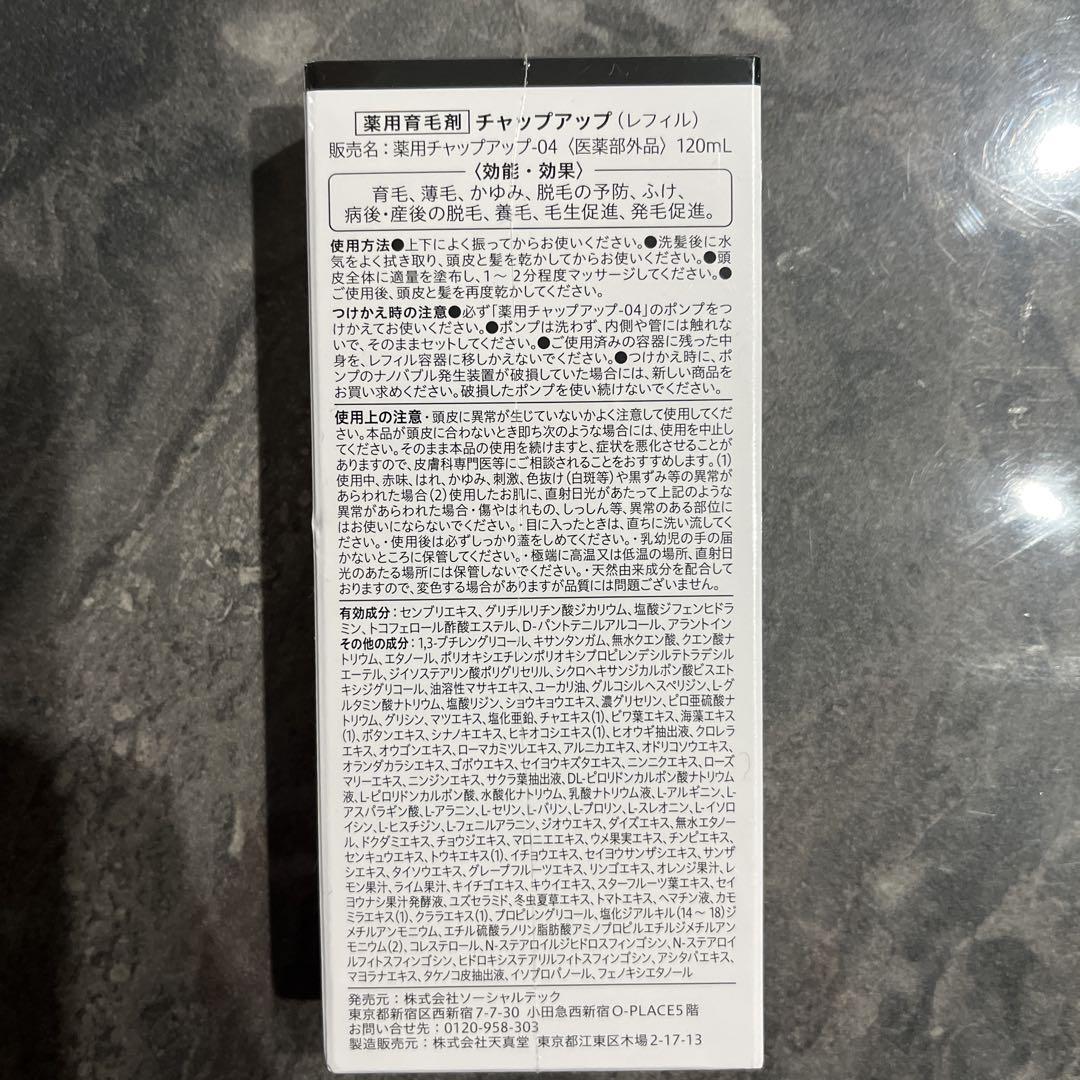 薬用育毛剤 チャップアップ(レフィル)
販売名:薬用チャップアップ-04〈医薬部外品〉120mL
〈効能・効果〉
育毛、薄毛、かゆみ、脱毛の予防、ふけ、
病後・産後の脱毛、養毛、毛生促進、発毛促進。
使用方法●上下によく振ってからお使いください。●洗髪後に水
気をよく拭き取り、頭皮と髪を乾かしてからお使いください。●頭
皮全体に適量を塗布し、1～2分程度マッサージしてください。●
ご使用後、頭皮と髪を再度乾かしてください。
つけかえ時の注意●必ず「薬用チャップアップ-04」のポンプをつ
けかえてお使いください。●ポンプは洗わず、内側や管には触れな
いで、そのままセットしてください。●ご使用済みの容器に残った中
身を、レフィル容器に移しかえないでください。●つけかえ時に、ポ
ンプのナノバブル発生装置が破損していた場合には、新しい商品を
お買い求めください。破損したポンプを使い続けないでください。
使用上の注意・頭皮に異常が生じていないかよく注意して使用してくだ
さい。本品が頭皮に合わないとき即ち次のような場合には、使用を中止し
てください。そのまま本品の使用を続けますと、症状を悪化させることが
ありますので、皮膚科専門医等にご相談されることをおすすめします。(1)
使用中、赤味、はれ、かゆみ、刺激、色抜け(白斑等)や黒ずみ等の異常が
あらわれた場合(2)使用したお肌に、直射日光があたって上記のような
異常があらわれた場合・傷やはれもの、しっしん等、異常のある部位に
はお使いにならないでください。・目に入ったときは、直ちに洗い流してく
ださい。・使用後は必ずしっかり蓋をしめてください。・乳幼児の手の届
かないところに保管してください。・極端に高温又は低温の場所、直射日
光のあたる場所には保管しないでください。・天然由来成分を配合して
おりますので、変色する場合がありますが品質には問題ございません。
有効成分:センブリエキス、グリチルリチン酸ジカリウム、塩酸ジフェンヒドラ
ミン、トコフェロール酢酸エステル、D-パントテニルアルコール、アラントイン
その他の成分:1,3-ブチレングリコール、キサンタンガム、無水クエン酸、クエン酸ナ
トリウム、エタノール、ポリオキシエチレンポリオキシプロピレンデシルテトラデシル
エーテル、ジイソステアリン酸ポリグリセリル、シクロヘキサンジカルボン酸ビスエト
キシジグリコール、油溶性マサキエキス、ユーカリ油、グルコシルヘスペリジン、L-グ
ルタミン酸ナトリウム、塩酸リジン、ショウキョウエキス、濃グリセリン、ピロ亜硫酸ナ
トリウム、グリシン、マツエキス、塩化亜鉛、チャエキス(1)、ビワ葉エキス、海藻エキス
(1)、ボタンエキス、シナノキエキス、ヒキオコシエキス(1)、ヒオウギ抽出液、クロレラ
エキス、オウゴンエキス、ローマカミツレエキス、アルニカエキス、オドリコソウエキス、
オランダカラシエキス、ゴボウエキス、セイヨウキズタエキス、ニンニクエキス、ローズ
マリーエキス、ニンジンエキス、サクラ葉抽出液、DL-ピロリドンカルボン酸ナトリウム
液、L-ピロリドンカルボン酸、水酸化ナトリウム、乳酸ナトリウム液、L-アルギニン、L-
アスパラギン酸、L-アラニン、L-セリン、L-バリン、L-プロリン、L-スレオニン、L-イソロ
イシン、L-ヒスチジン、L-フェニルアラニン、ジオウエキス、ダイズエキス、無水エタノー
ル、ドクダミエキス、チョウジエキス、マロニエエキス、ウメ果実エキス、チンピエキス、
センキュウエキス、トウキエキス(1)、イチョウエキス、セイヨウサンザシエキス、サンザ
シエキス、タイソウエキス、グレープフルーツエキス、リンゴエキス、オレンジ果汁、レ
モン果汁、ライム果汁、キイチゴエキス、キウイエキス、スターフルーツ葉エキス、セイ
ヨウナシ果汁発酵液、ユズセラミド、冬虫夏草エキス、トマトエキス、ヘマチン液、カモ
ミラエキス(1)、クララエキス(1)、プロピレングリコール、塩化ジアルキル(14～18)ジ
メチルアンモニウム、エチル硫酸ラノリン脂肪酸アミノプロピルエチルジメチルアン
モニウム(2)、コレステロール、N-ステアロイルジヒドロスフィンゴシン、N-ステアロイ
ルフィトスフィンゴシン、ヒドロキシステアリルフィトスフィンゴシン、アシタバエキス、
マヨラナエキス、タケノコ皮抽出液、イソプロパノール、フェノキシエタノール
発売元:株式会社ソーシャルテック
東京都新宿区西新宿7-7-30 小田急西新宿O-PLACE5階
お問い合せ先:0120-958-303
製造販売元:株式会社天真堂 東京都江東区木場2-17-13